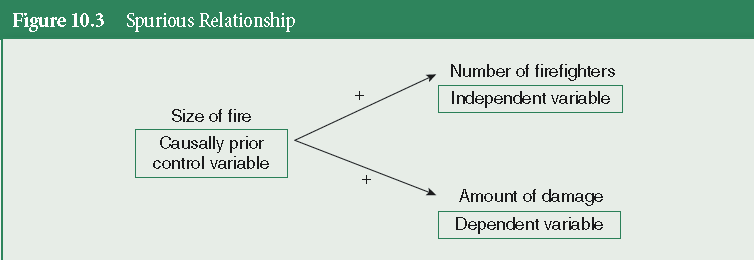 Figure 10.3 Spurious Relationship
Number of firefighters
Independent variable
+
Size of fire
Causally prior
control variable
+
Amount of damage
Dependent variable